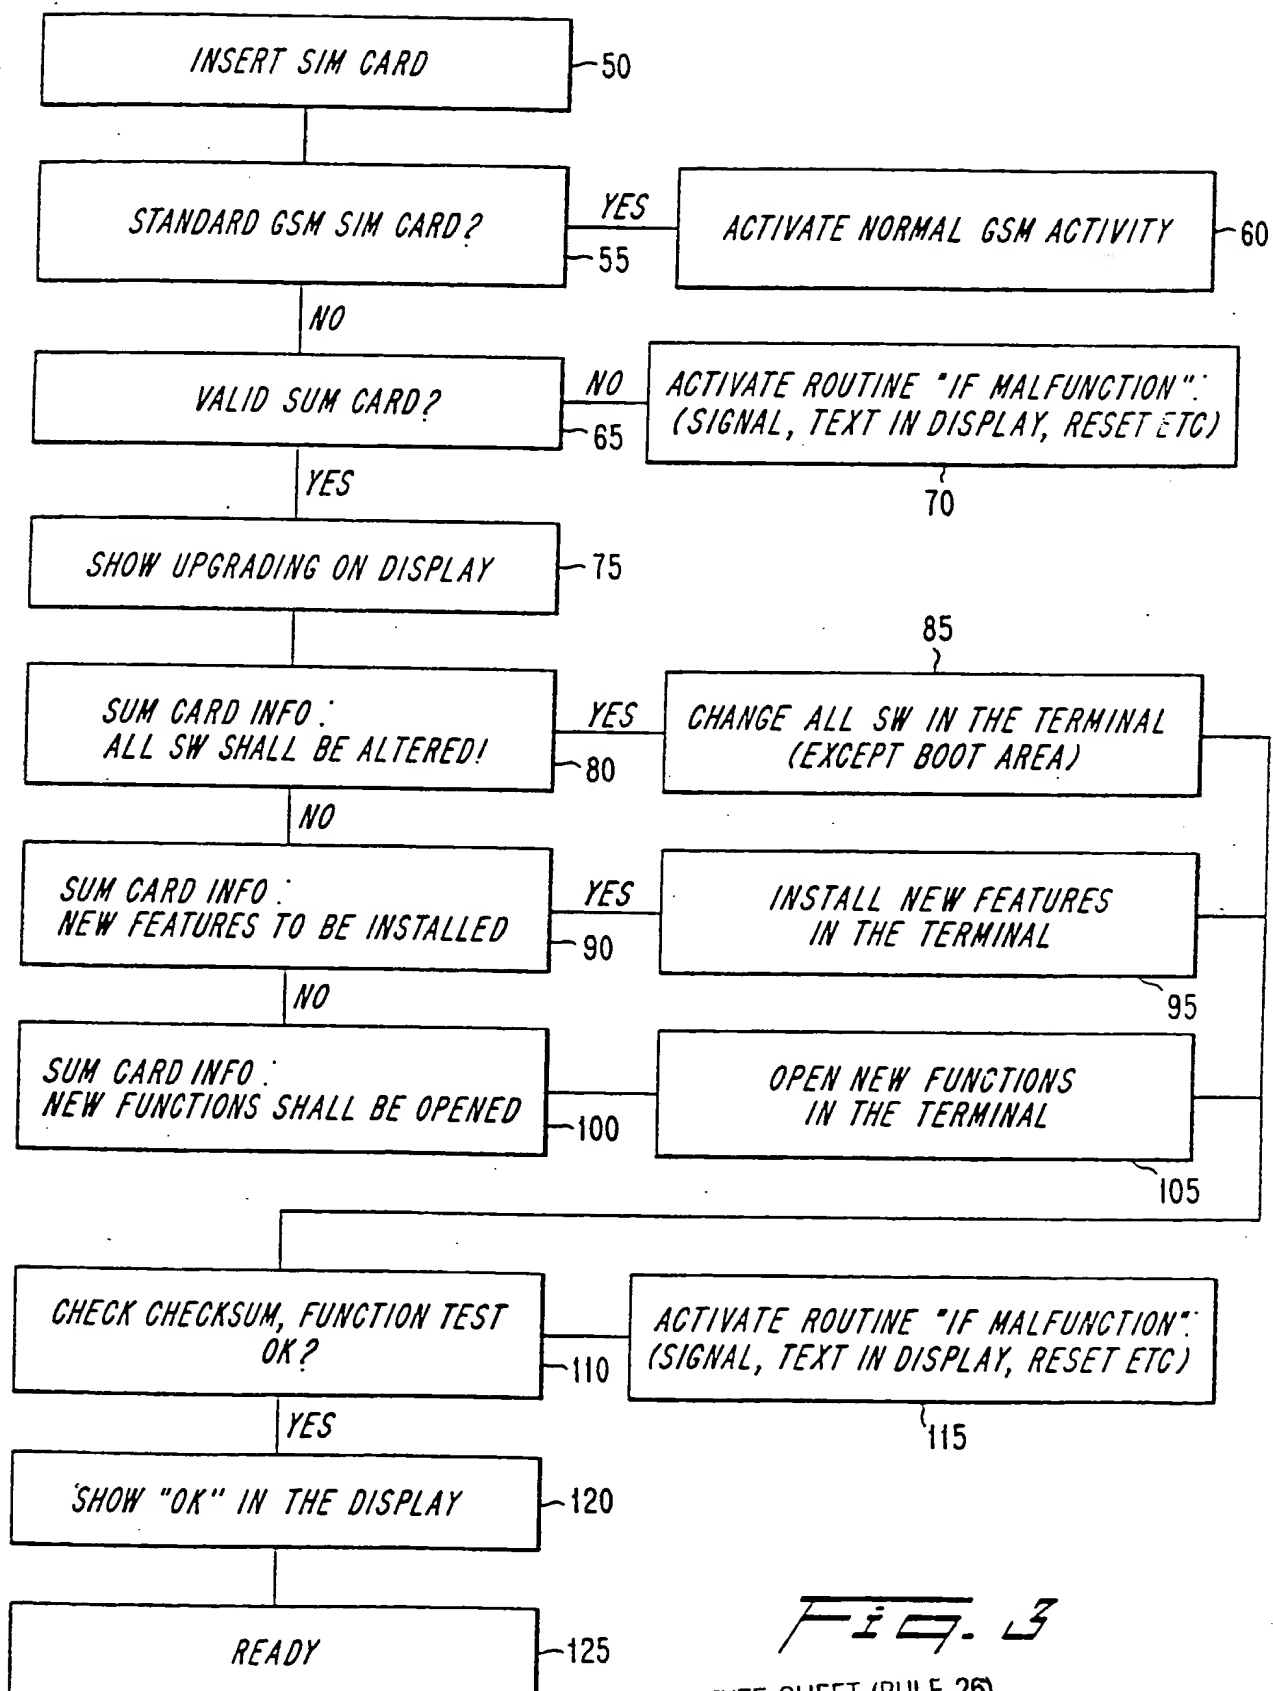 INSERT SIM CARD
50
STANDARD GSM SIM CARD?
55
YES
ACTIVATE NORMAL GSM ACTIVITY
60
NO
VALID SUM CARD?
65
NO
ACTIVATE ROUTINE "IF MALFUNCTION":
(SIGNAL, TEXT IN DISPLAY, RESET ETC)
70
YES
SHOW UPGRADING ON DISPLAY
75
SUM CARD INFO:
ALL SW SHALL BE ALTERED!
80
YES
85
CHANGE ALL SW IN THE TERMINAL
(EXCEPT BOOT AREA)
NO
SUM CARD INFO:
NEW FEATURES TO BE INSTALLED
90
YES
INSTALL NEW FEATURES
IN THE TERMINAL
95
NO
SUM CARD INFO:
NEW FUNCTIONS SHALL BE OPENED
100
OPEN NEW FUNCTIONS
IN THE TERMINAL
105
CHECK CHECKSUM, FUNCTION TEST
OK?
110
ACTIVATE ROUTINE "IF MALFUNCTION":
(SIGNAL, TEXT IN DISPLAY, RESET ETC)
115
YES
SHOW "OK" IN THE DISPLAY
120
READY
125
Fig. 3
SHEET (RULE 26)